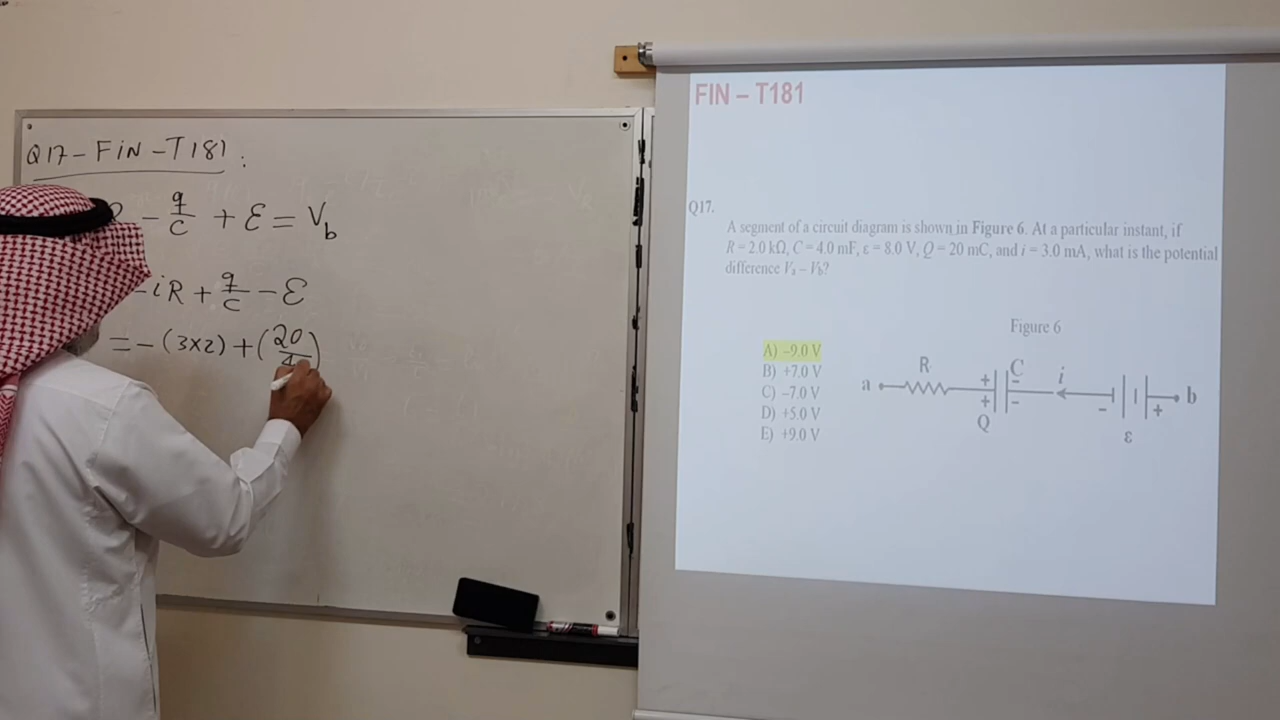 Q17-FiN-T181 :
- q/c + ε = Vb
-iR + q/c - ε
= -(3x2) + (20/4)
FIN – T181
Q17.
A segment of a circuit diagram is shown in Figure 6. At a particular instant, if
R = 2.0 kΩ, C = 4.0 mF, ε = 8.0 V, Q = 20 mC, and i = 3.0 mA, what is the potential
difference Va – Vb?
Figure 6
A) –9.0 V
B) +7.0 V
C) –7.0 V
D) +5.0 V
E) +9.0 V
a R + - C i - + b
+ -
Q ε